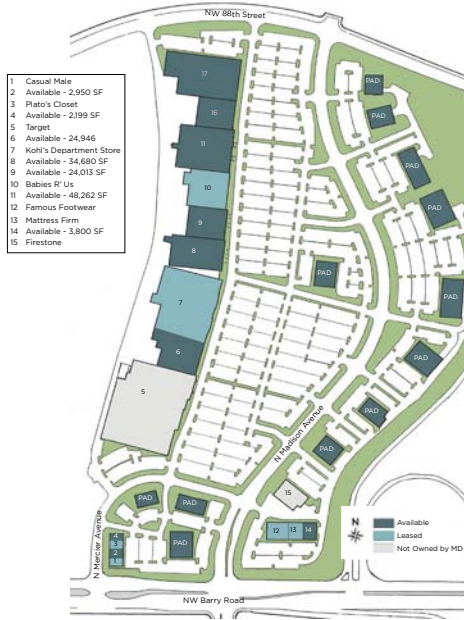 NW 88th Street
1 Casual Male
2 Available - 2,950 SF
3 Plato's Closet
4 Available - 2,199 SF
5 Target
6 Available - 24,946
7 Kohl's Department Store
8 Available - 34,680 SF
9 Available - 24,013 SF
10 Babies R' Us
11 Available - 48,262 SF
12 Famous Footwear
13 Mattress Firm
14 Available - 3,800 SF
15 Firestone
17
PAD
16
PAD
11
PAD
10
PAD
9
8
PAD
PAD
7
6
PAD
5
PAD
N Madison Avenue
PAD
15
PAD
PAD
N Mercier Avenue
4
3
2
1
PAD
12
13
14
N
Available
Leased
Not Owned by MD
NW Barry Road